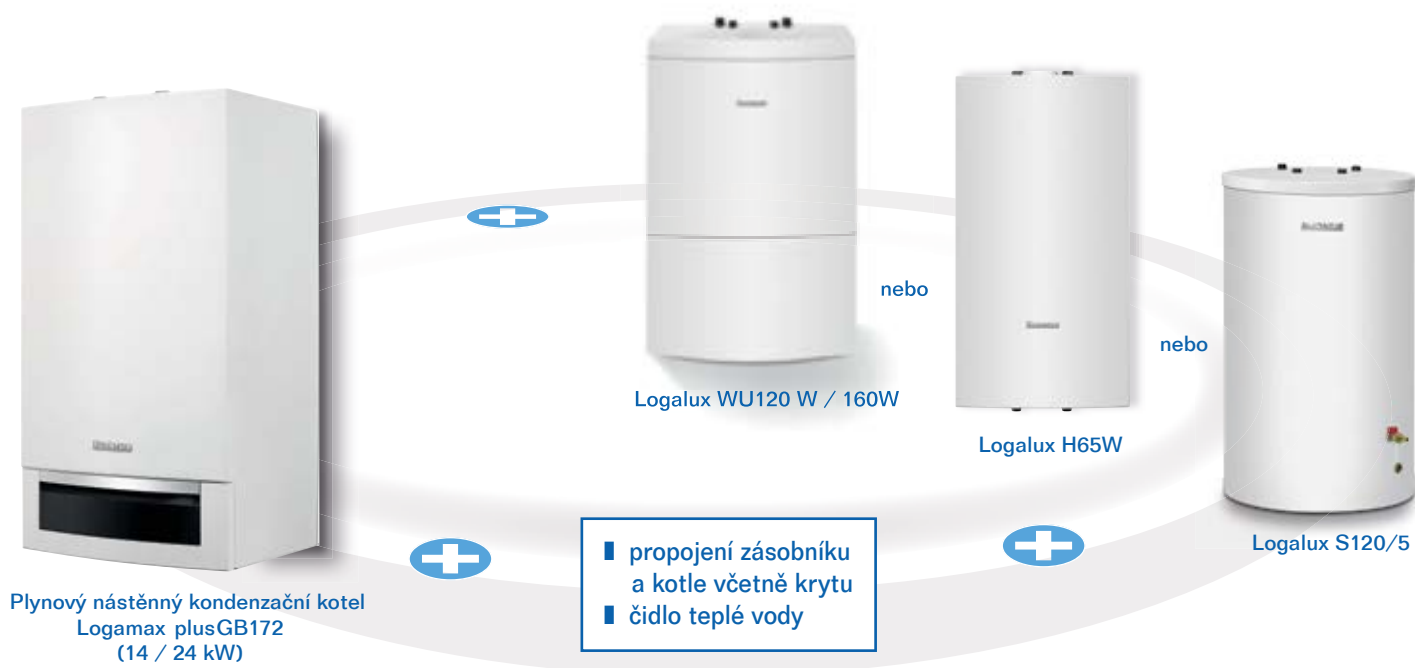 nebo
nebo
Logalux WU120 W / 160W
Logalux H65W
Logalux S120/5
propojení zásobníku
a kotle včetně krytu
čidlo teplé vody
Plynový nástěnný kondenzační kotel
Logamax plusGB172
(14 / 24 kW)